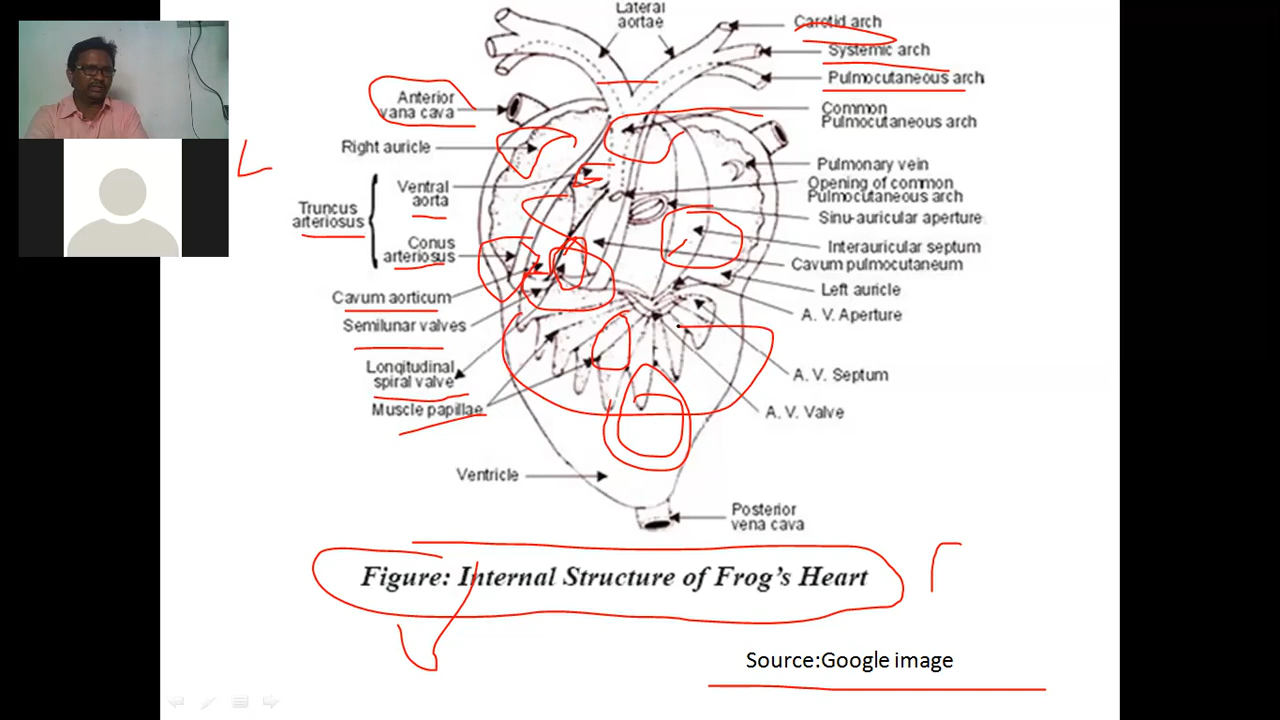 Lateral
aortae
Carotid arch
Systemic arch
Pulmocutaneous arch
Anterior
vana cava
Common
Pulmocutaneous arch
Right auricle
Pulmonary vein
Ventral
aorta
Opening of common
Pulmocutaneous arch
Truncus
arteriosus
Sinu-auricular aperture
Conus
arteriosus
Interauricular septum
Cavum pulmocutaneum
Cavum aorticum
Left auricle
Semilunar valves
A. V. Aperture
Longitudinal
spiral valve
A. V. Septum
Muscle papillae
A. V. Valve
Ventricle
Posterior
vena cava
Figure: Internal Structure of Frog's Heart
Source:Google image